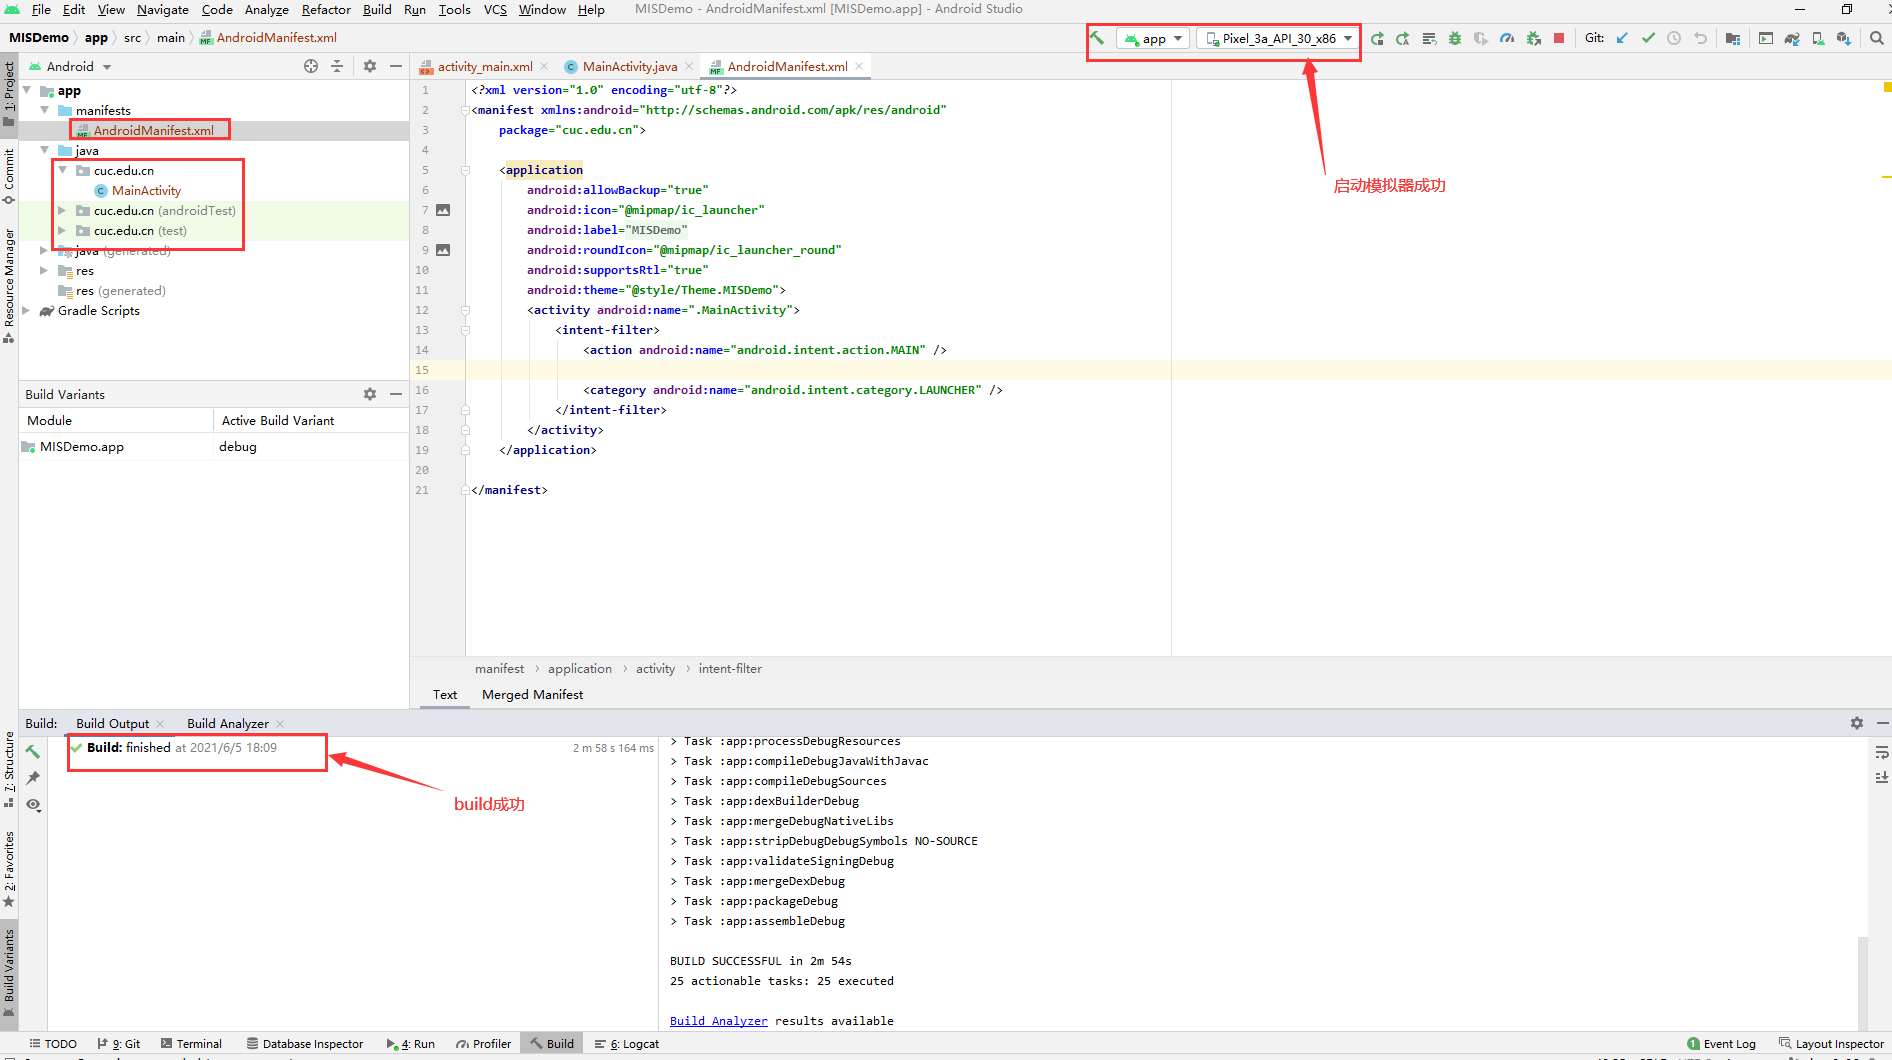 File Edit View Navigate Code Analyze Refactor Build Run Tools VCS Window Help MISDemo - AndroidManifest.xml [MISDemo.app] - Android Studio
MISDemo app src main AndroidManifest.xml
app Pixel_3a_API_30_x86 Git:
Android
activity_main.xml MainActivity.java AndroidManifest.xml
1: Project
Commit
Resource Manager
7: Structure
2: Favorites
Build Variants
app
manifests
AndroidManifest.xml
java
cuc.edu.cn
MainActivity
cuc.edu.cn (androidTest)
cuc.edu.cn (test)
java (generated)
res
res (generated)
Gradle Scripts
Build Variants
Module Active Build Variant
MISDemo.app debug
1 <?xml version="1.0" encoding="utf-8"?>
2 <manifest xmlns:android="http://schemas.android.com/apk/res/android"
3 package="cuc.edu.cn">
4
5 <application
6 android:allowBackup="true"
7 android:icon="@mipmap/ic_launcher"
8 android:label="MISDemo"
9 android:roundIcon="@mipmap/ic_launcher_round"
10 android:supportsRtl="true"
11 android:theme="@style/Theme.MISDemo">
12 <activity android:name=".MainActivity">
13 <intent-filter>
14 <action android:name="android.intent.action.MAIN" />
15
16 <category android:name="android.intent.category.LAUNCHER" />
17 </intent-filter>
18 </activity>
19 </application>
20
21 </manifest>
启动模拟器成功
manifest › application › activity › intent-filter
Text Merged Manifest
Build: Build Output Build Analyzer
Build: finished at 2021/6/5 18:09 2 m 58 s 164 ms
build成功
> Task :app:processDebugResources
> Task :app:compileDebugJavaWithJavac
> Task :app:compileDebugSources
> Task :app:dexBuilderDebug
> Task :app:mergeDebugNativeLibs
> Task :app:stripDebugDebugSymbols NO-SOURCE
> Task :app:validateSigningDebug
> Task :app:mergeDexDebug
> Task :app:packageDebug
> Task :app:assembleDebug
BUILD SUCCESSFUL in 2m 54s
25 actionable tasks: 25 executed
Build Analyzer results available
TODO 9: Git Terminal Database Inspector 4: Run Profiler Build 6: Logcat 1 Event Log Layout Inspector